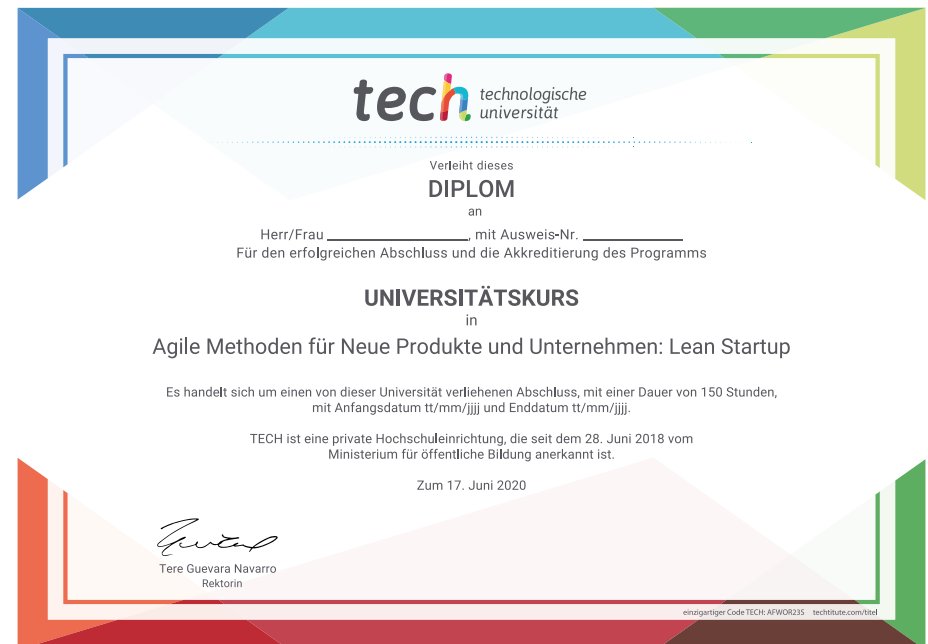 tech technologische
universität
Verleiht dieses
DIPLOM
an
Herr/Frau ____________________, mit Ausweis-Nr. ______________
Für den erfolgreichen Abschluss und die Akkreditierung des Programms
UNIVERSITÄTSKURS
in
Agile Methoden für Neue Produkte und Unternehmen: Lean Startup
Es handelt sich um einen von dieser Universität verliehenen Abschluss, mit einer Dauer von 150 Stunden,
mit Anfangsdatum tt/mm/jjjj und Enddatum tt/mm/jjjj.
TECH ist eine private Hochschuleinrichtung, die seit dem 28. Juni 2018 vom
Ministerium für öffentliche Bildung anerkannt ist.
Zum 17. Juni 2020
Tere Guevara Navarro
Rektorin
einzigartiger Code TECH: AFWOR23S techtitute.com/titel